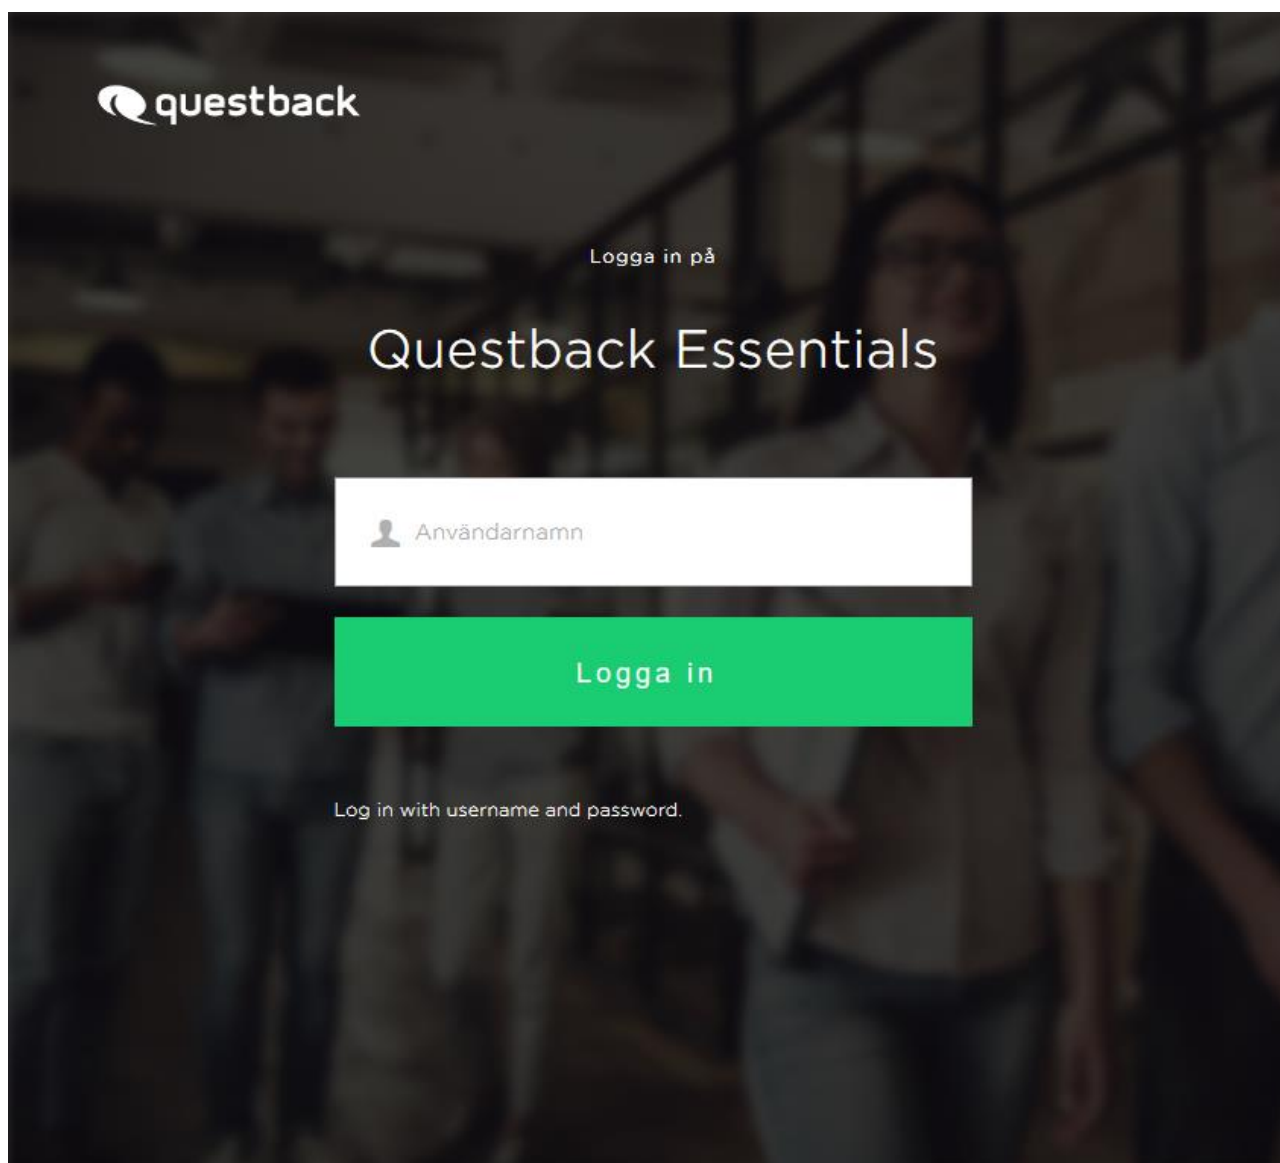 questback
Logga in på
Questback Essentials
Användarnamn
Logga in
Log in with username and password.